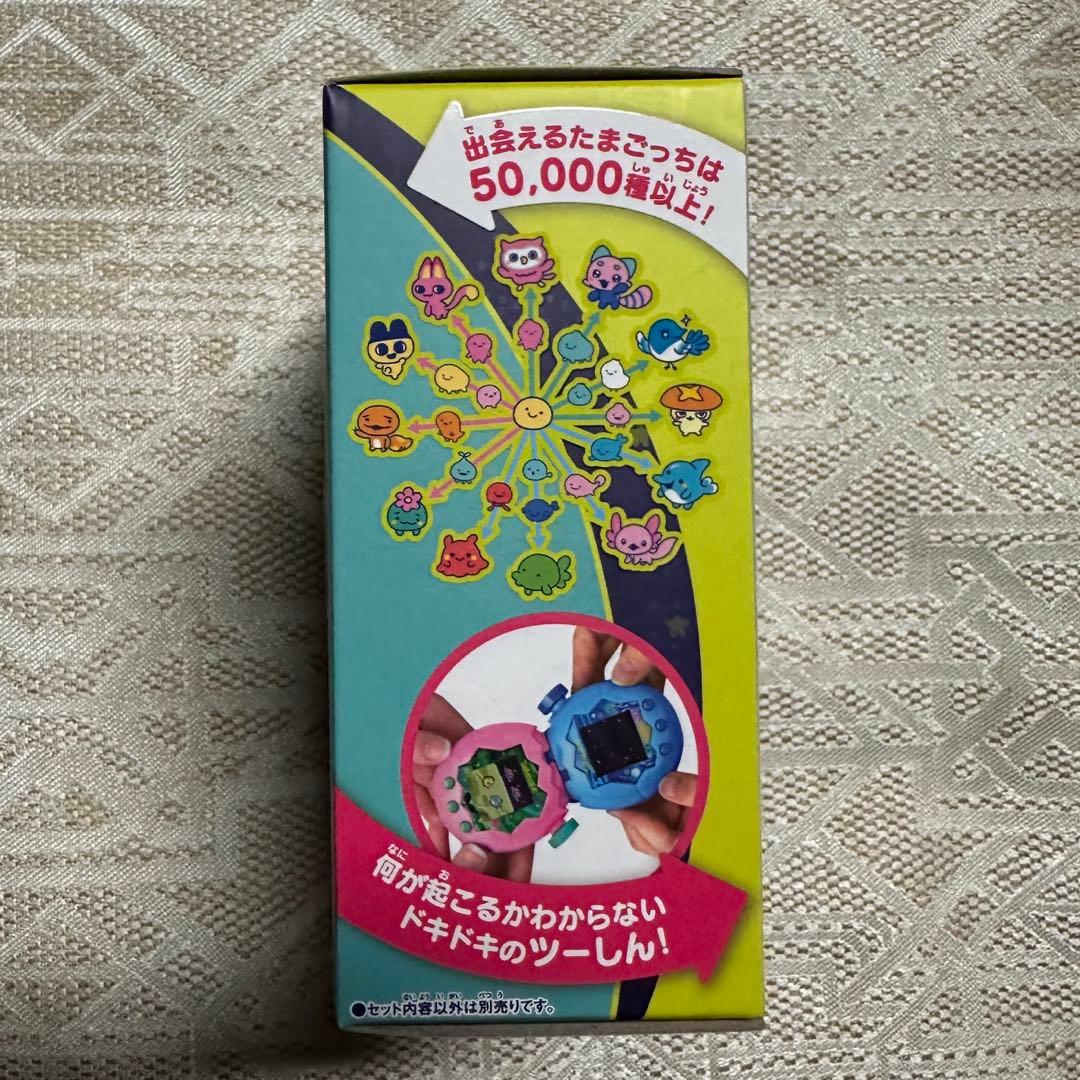 出会えるたまごっちは
50,000種以上!
何が起こるかわからない
ドキドキのツーしん!
●セット内容以外は別売りです。